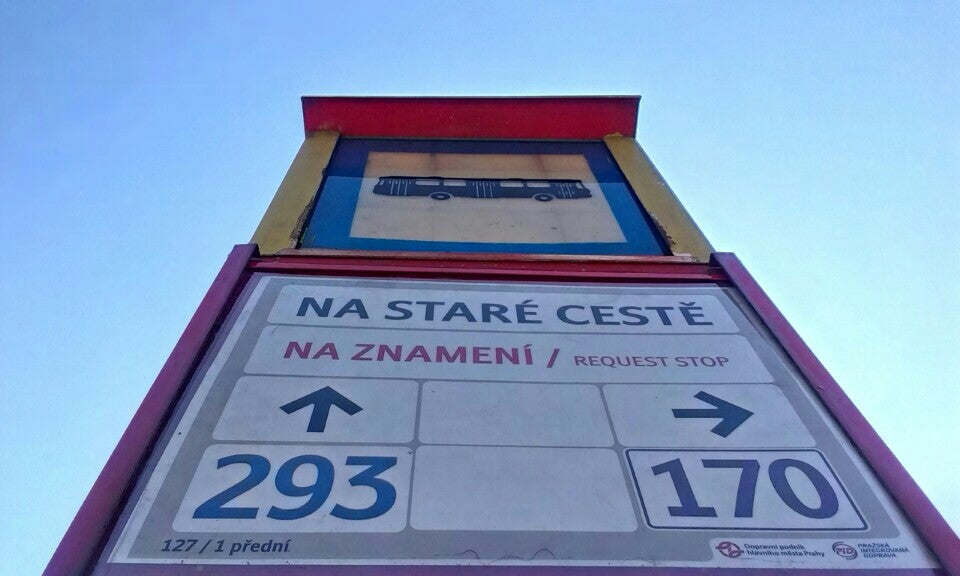 NA STARÉ CESTĚ
NA ZNAMENÍ / REQUEST STOP
293 170
127 / 1 přední
Dopravní podnik
hlavního města Prahy
PID
PRAŽSKÁ
INTEGROVANÁ
DOPRAVA